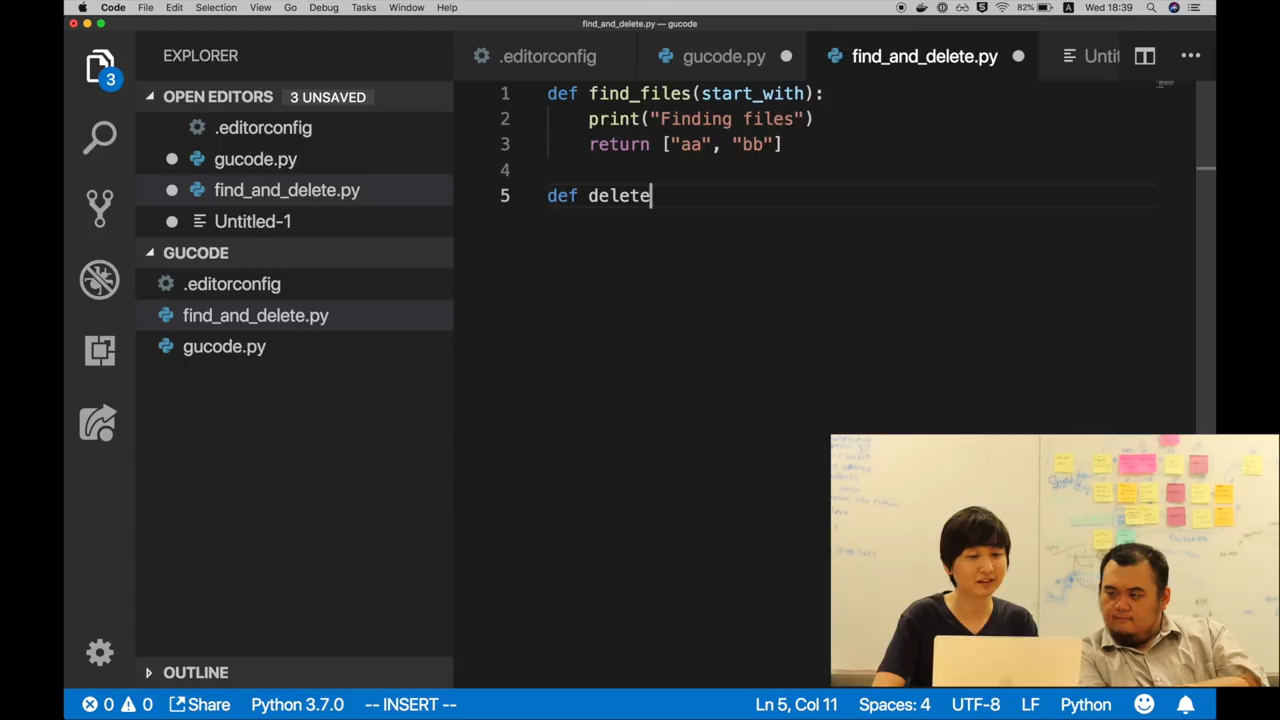 Code File Edit Selection View Go Debug Tasks Window Help 82% A Wed 18:39
find_and_delete.py — gucode
EXPLORER
3
OPEN EDITORS 3 UNSAVED
.editorconfig
gucode.py
find_and_delete.py
Untitled-1
GUCODE
.editorconfig
find_and_delete.py
gucode.py
OUTLINE
.editorconfig gucode.py find_and_delete.py Untit
1 def find_files(start_with):
2 print("Finding files")
3 return ["aa", "bb"]
4
5 def delete
0 0 Share Python 3.7.0 -- INSERT -- Ln 5, Col 11 Spaces: 4 UTF-8 LF Python